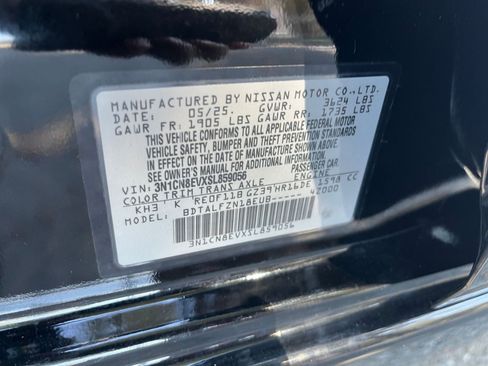 MANUFACTURED BY NISSAN MOTOR CO., LTD.
DATE: 05/25 GVWR: 3624 LBS
GAWR FR: 1905 LBS GAWR RR: 1735 LBS
THIS VEHICLE CONFORMS TO ALL APPLICABLE FEDERAL MOTOR
VEHICLE SAFETY, BUMPER AND THEFT PREVENTION STANDARDS
IN EFFECT ON THE DATE OF MANUFACTURE SHOWN ABOVE.
SEE OWNER'S MANUAL FOR MORE INFORMATION.
VIN: 3N1CN8EVXSL859056 PASSENGER CAR
COLOR TRIM TRANS AXLE ENGINE
KH3 K RE0F11B GZ39 HR16DE 1598 CC
MODEL: BDTALFZN18EUB----- 42000
3N1CN8EVXSL859056